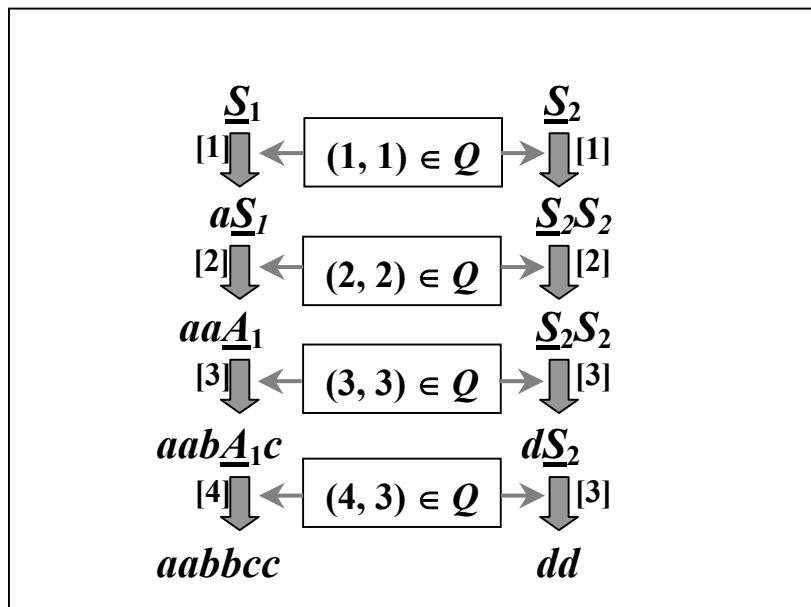 S₁ S₂
[1] (1, 1) ∈ Q [1]
aS₁ S₂S₂
[2] (2, 2) ∈ Q [2]
aaA₁ S₂S₂
[3] (3, 3) ∈ Q [3]
aabA₁c dS₂
[4] (4, 3) ∈ Q [3]
aabbcc dd